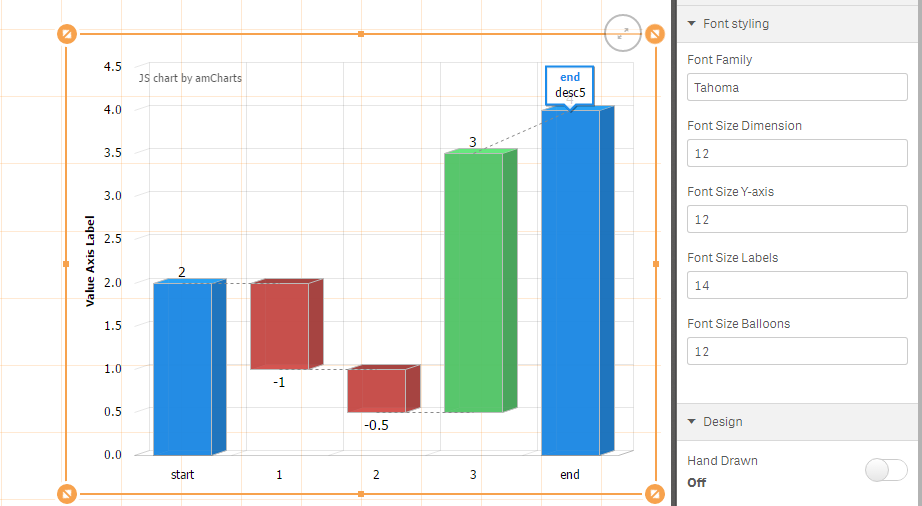 4.5
JS chart by amCharts
end
desc5
4.0
3
3.5
3.0
2.5
2
2.0
1.5
-1
1.0
-0.5
0.5
0.0
Value Axis Label
start 1 2 3 end
Font styling
Font Family
Tahoma
Font Size Dimension
12
Font Size Y-axis
12
Font Size Labels
14
Font Size Balloons
12
Design
Hand Drawn
Off